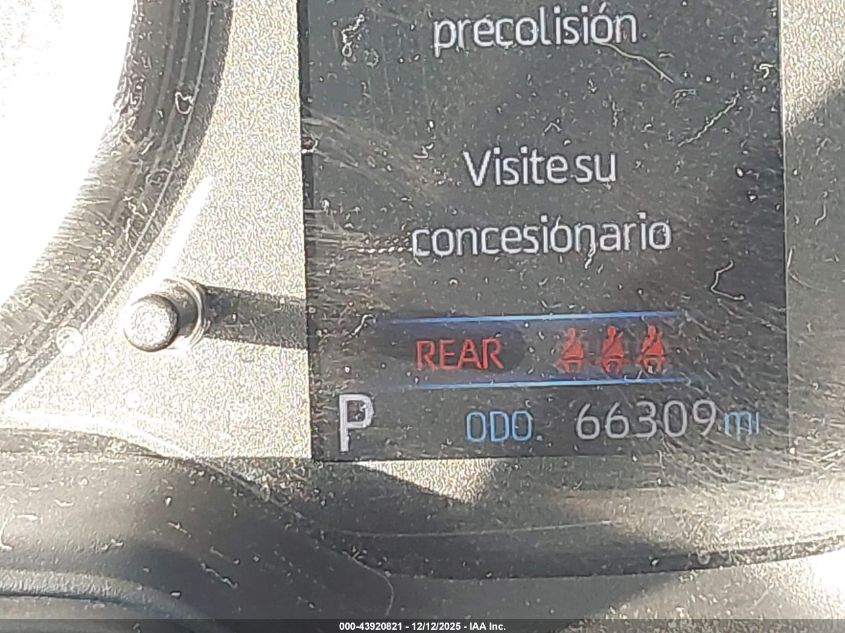 precolisión
Visite su
concesionario
REAR
P ODO. 66309 mi
000-43920821 - 12/12/2025 - IAA Inc.